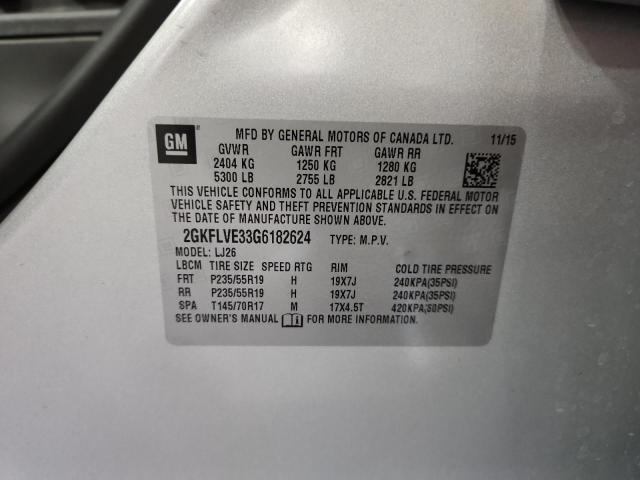 GM ® MFD BY GENERAL MOTORS OF CANADA LTD. 11/15
GVWR GAWR FRT GAWR RR
2404 KG 1250 KG 1280 KG
5300 LB 2755 LB 2821 LB
THIS VEHICLE CONFORMS TO ALL APPLICABLE U.S. FEDERAL MOTOR
VEHICLE SAFETY AND THEFT PREVENTION STANDARDS IN EFFECT ON
THE DATE OF MANUFACTURE SHOWN ABOVE.
2GKFLVE33G6182624 TYPE: M.P.V.
MODEL: LJ26
LBCM TIRE SIZE SPEED RTG RIM COLD TIRE PRESSURE
FRT P235/55R19 H 19X7J 240KPA(35PSI)
RR P235/55R19 H 19X7J 240KPA(35PSI)
SPA T145/70R17 M 17X4.5T 420KPA(60PSI)
SEE OWNER'S MANUAL FOR MORE INFORMATION.